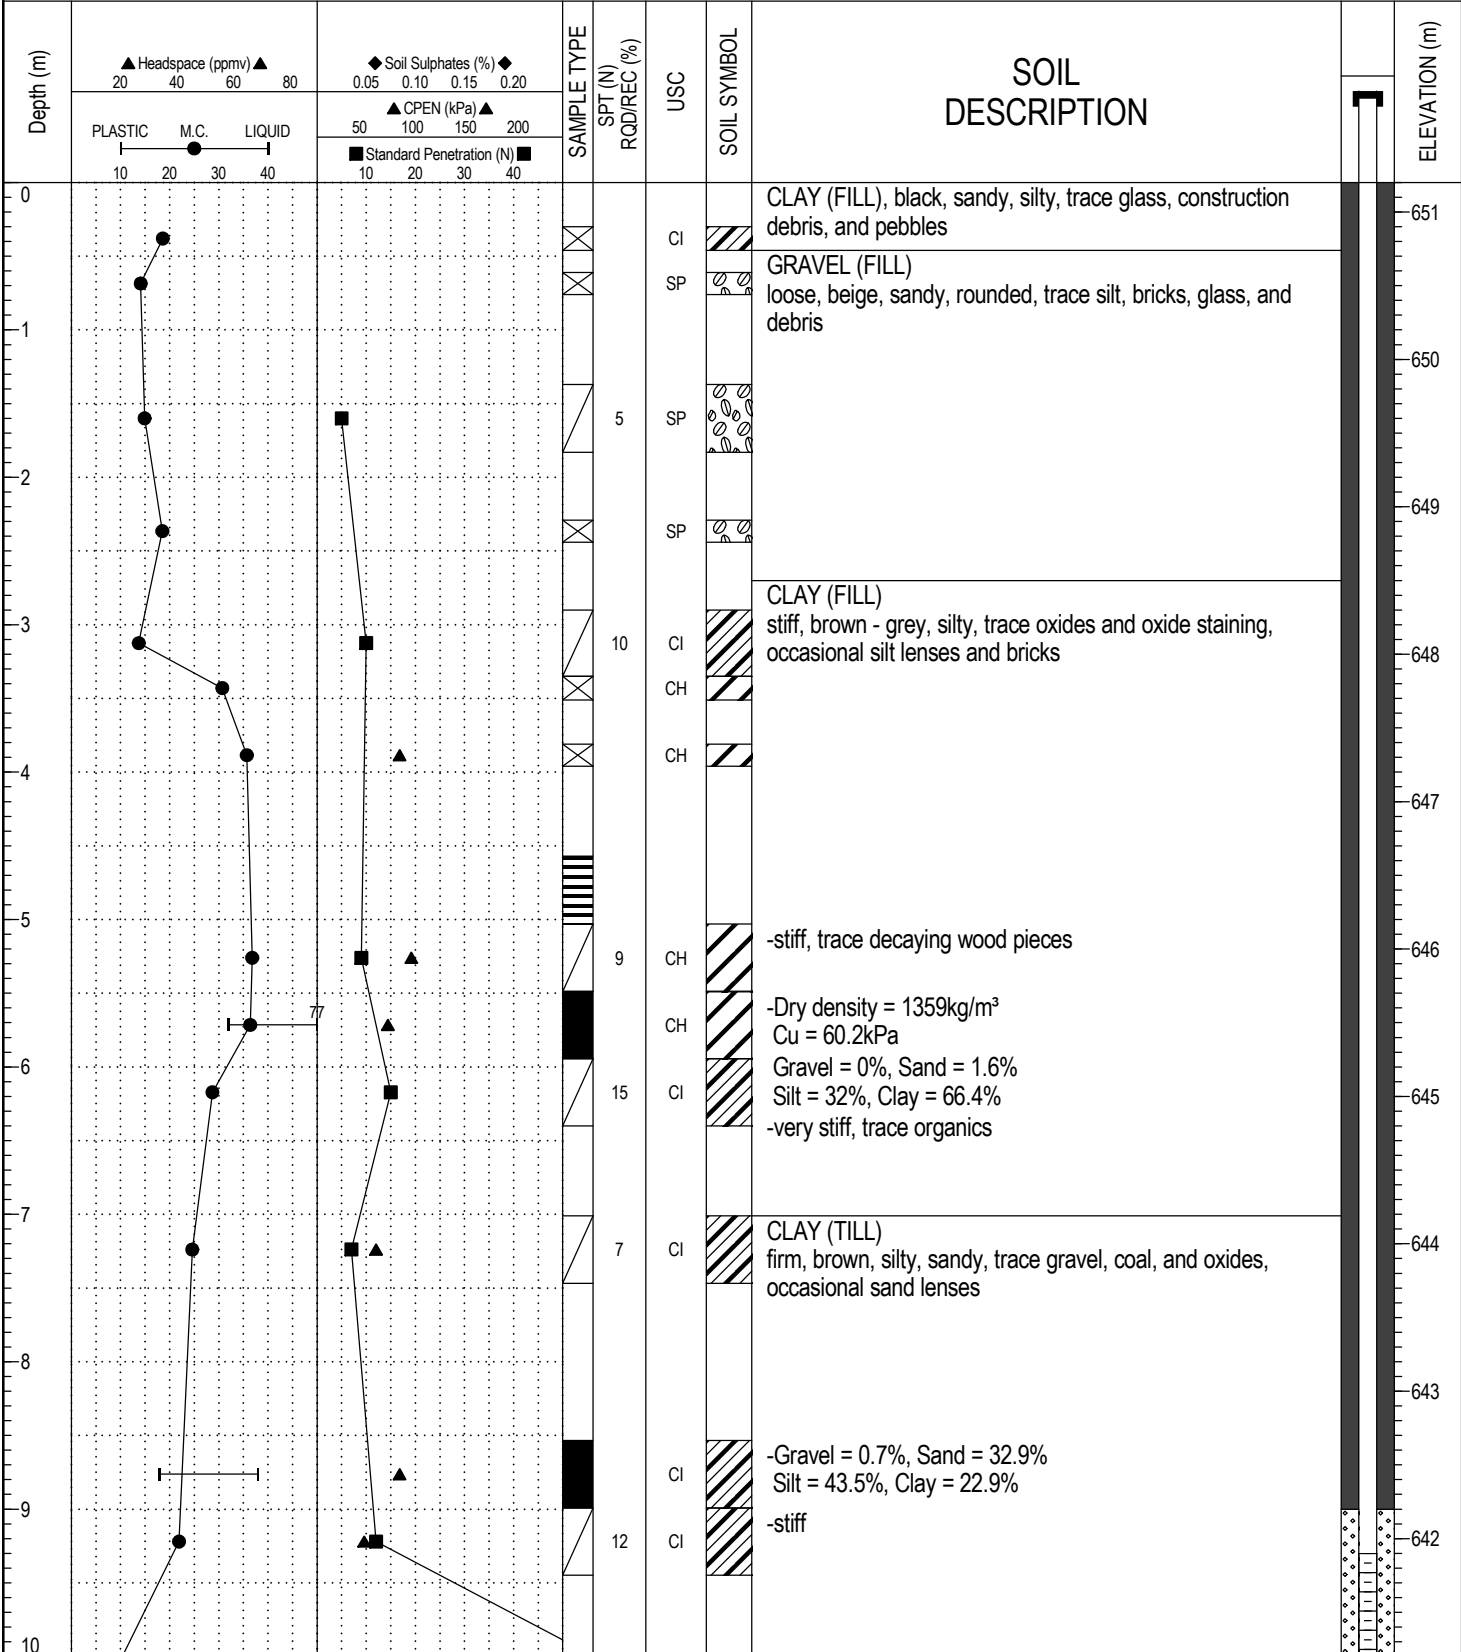 Depth (m)
▲ Headspace (ppmv) ▲
20 40 60 80
PLASTIC M.C. LIQUID
10 20 30 40
◆ Soil Sulphates (%) ◆
0.05 0.10 0.15 0.20
▲ CPEN (kPa) ▲
50 100 150 200
■ Standard Penetration (N) ■
10 20 30 40
SAMPLE TYPE
SPT (N)
RQD/REC (%)
USC
SOIL SYMBOL
SOIL
DESCRIPTION
ELEVATION (m)
0
CLAY (FILL), black, sandy, silty, trace glass, construction
debris, and pebbles
651
CI
GRAVEL (FILL)
SP
loose, beige, sandy, rounded, trace silt, bricks, glass, and
debris
1
650
5 SP
2
649
SP
CLAY (FILL)
3
stiff, brown - grey, silty, trace oxides and oxide staining,
10 CI
occasional silt lenses and bricks
648
CH
CH
4
647
5
-stiff, trace decaying wood pieces
646
9 CH
77
-Dry density = 1359kg/m³
CH
Cu = 60.2kPa
6
Gravel = 0%, Sand = 1.6%
15 CI
Silt = 32%, Clay = 66.4%
645
-very stiff, trace organics
7
CLAY (TILL)
7 CI
firm, brown, silty, sandy, trace gravel, coal, and oxides,
644
occasional sand lenses
8
643
-Gravel = 0.7%, Sand = 32.9%
CI
Silt = 43.5%, Clay = 22.9%
9
-stiff
12 CI
642
10